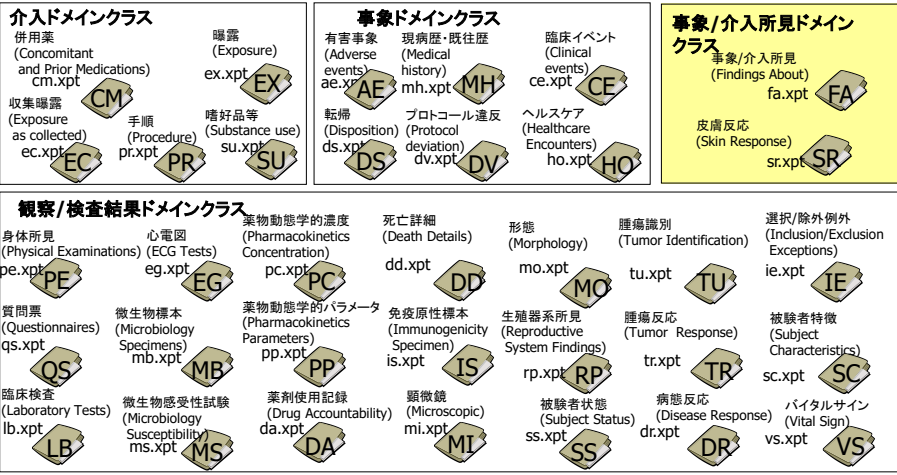 介入ドメインクラス
併用薬
(Concomitant
and Prior Medications)
cm.xpt
CM
曝露
(Exposure)
ex.xpt
EX
収集曝露
(Exposure
as collected)
ec.xpt
EC
手順
(Procedure)
pr.xpt
PR
嗜好品等
(Substance use)
su.xpt
SU
事象ドメインクラス
有害事象
(Adverse
events)
ae.xpt
AE
現病歴・既往歴
(Medical
history)
mh.xpt
MH
臨床イベント
(Clinical
events)
ce.xpt
CE
転帰
(Disposition)
ds.xpt
DS
プロトコール違反
(Protocol
deviation)
dv.xpt
DV
ヘルスケア
(Healthcare
Encounters)
ho.xpt
HO
事象/介入所見ドメイン
クラス
事象/介入所見
(Findings About)
fa.xpt
FA
皮膚反応
(Skin Response)
sr.xpt
SR
観察/検査結果ドメインクラス
身体所見
(Physical Examinations)
pe.xpt
PE
心電図
(ECG Tests)
eg.xpt
EG
薬物動態学的濃度
(Pharmacokinetics
Concentration)
pc.xpt
PC
死亡詳細
(Death Details)
dd.xpt
DD
形態
(Morphology)
mo.xpt
MO
腫瘍識別
(Tumor Identification)
tu.xpt
TU
選択/除外例外
(Inclusion/Exclusion
Exceptions)
ie.xpt
IE
質問票
(Questionnaires)
qs.xpt
QS
微生物標本
(Microbiology
Specimens)
mb.xpt
MB
薬物動態学的パラメータ
(Pharmacokinetics
Parameters)
pp.xpt
PP
免疫原性標本
(Immunogenicity
Specimen)
is.xpt
IS
生殖器系所見
(Reproductive
System Findings)
rp.xpt
RP
腫瘍反応
(Tumor Response)
tr.xpt
TR
被験者特徴
(Subject
Characteristics)
sc.xpt
SC
臨床検査
(Laboratory Tests)
lb.xpt
LB
微生物感受性試験
(Microbiology
Susceptibility)
ms.xpt
MS
薬剤使用記録
(Drug Accountability)
da.xpt
DA
顕微鏡
(Microscopic)
mi.xpt
MI
被験者状態
(Subject Status)
ss.xpt
SS
病態反応
(Disease Response)
dr.xpt
DR
バイタルサイン
(Vital Sign)
vs.xpt
VS